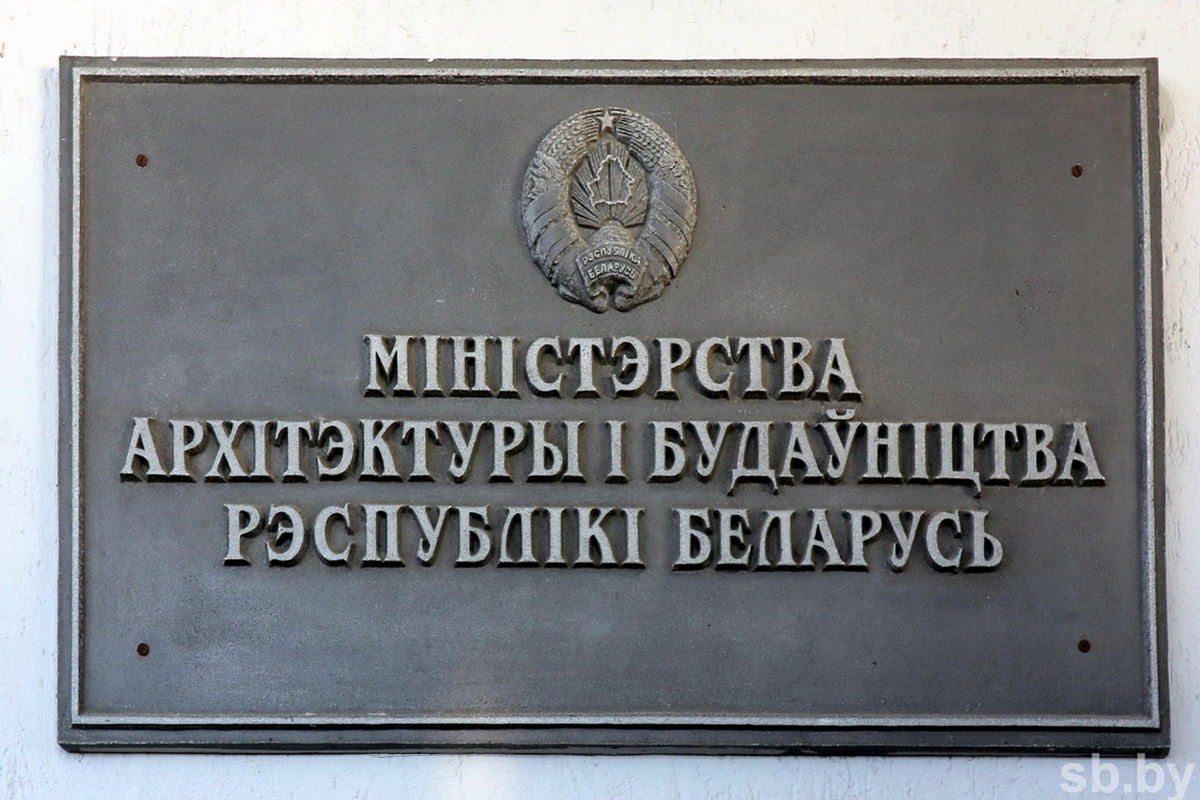 РЭСПУБЛІКА
БЕЛАРУСЬ
МІНІСТЭРСТВА
АРХІТЭКТУРЫ І БУДАЎНІЦТВА
РЭСПУБЛІКІ БЕЛАРУСЬ
sb.by